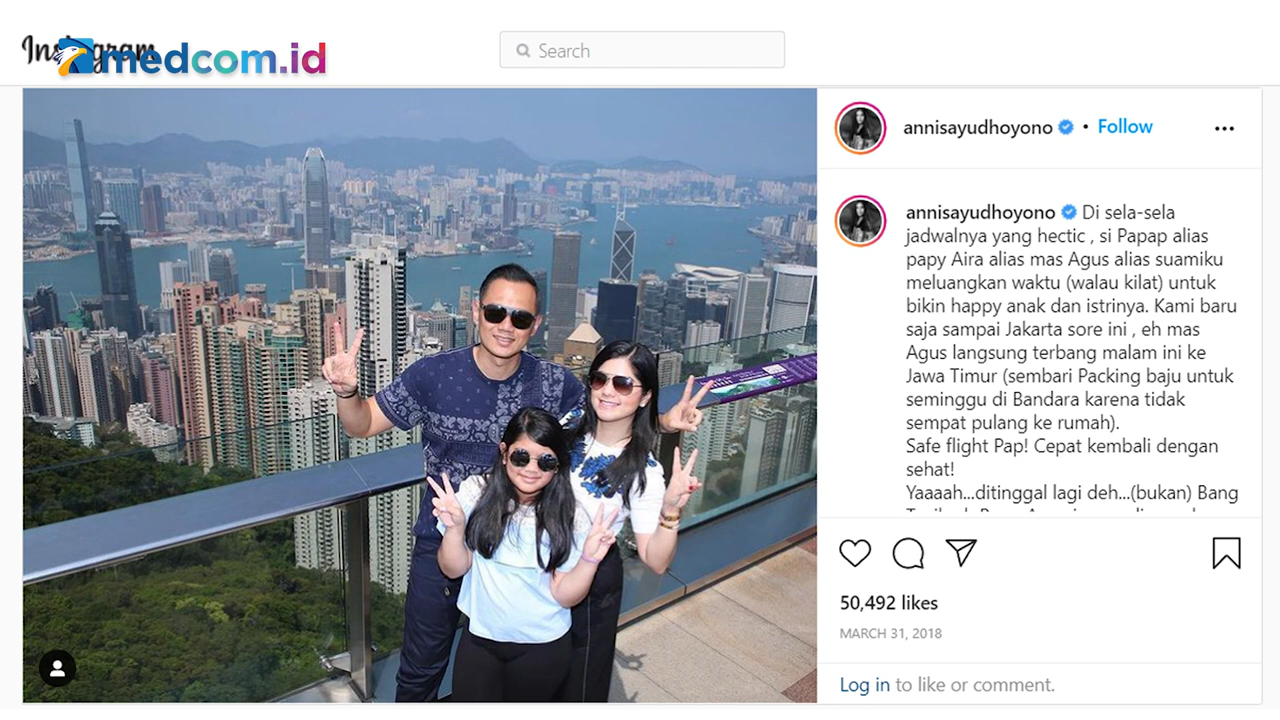 Instagram
medcom.id
Search
annisayudhoyono • Follow
annisayudhoyono Di sela-sela
jadwalnya yang hectic , si Papap alias
papy Aira alias mas Agus alias suamiku
meluangkan waktu (walau kilat) untuk
bikin happy anak dan istrinya. Kami baru
saja sampai Jakarta sore ini , eh mas
Agus langsung terbang malam ini ke
Jawa Timur (sembari Packing baju untuk
seminggu di Bandara karena tidak
sempat pulang ke rumah).
Safe flight Pap! Cepat kembali dengan
sehat!
Yaaaah...ditinggal lagi deh...(bukan) Bang
50,492 likes
MARCH 31, 2018
Log in to like or comment.